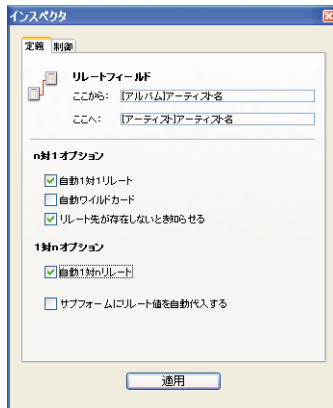 インスペクタ
定義 制御
リレートフィールド
ここから: [アルバム]アーティスト名
ここへ: [アーティスト]アーティスト名
n対1オプション
自動1対1リレート
自動ワイルドカード
リレート先が存在しないとき知らせる
1対nオプション
自動1対nリレート
サブフォームにリレート値を自動代入する
適用